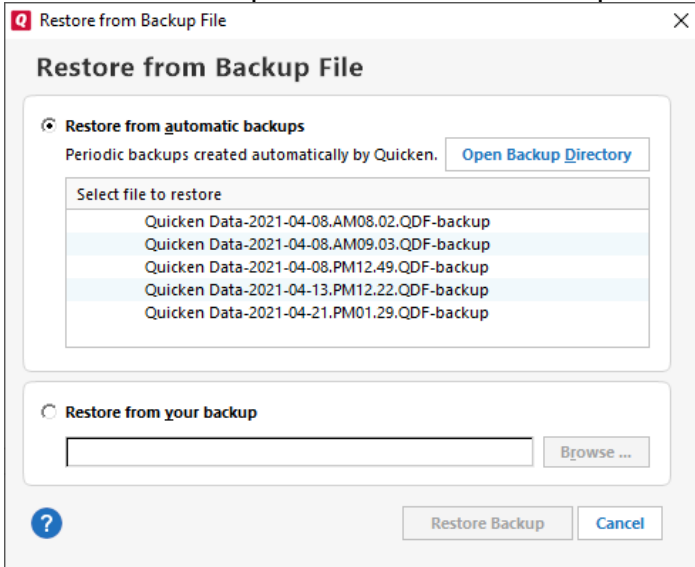 Restore from Backup File
Restore from Backup File
Restore from automatic backups
Periodic backups created automatically by Quicken. Open Backup Directory
Select file to restore
Quicken Data-2021-04-08.AM08.02.QDF-backup
Quicken Data-2021-04-08.AM09.03.QDF-backup
Quicken Data-2021-04-08.PM12.49.QDF-backup
Quicken Data-2021-04-13.PM12.22.QDF-backup
Quicken Data-2021-04-21.PM01.29.QDF-backup
Restore from your backup
Browse ...
? Restore Backup Cancel